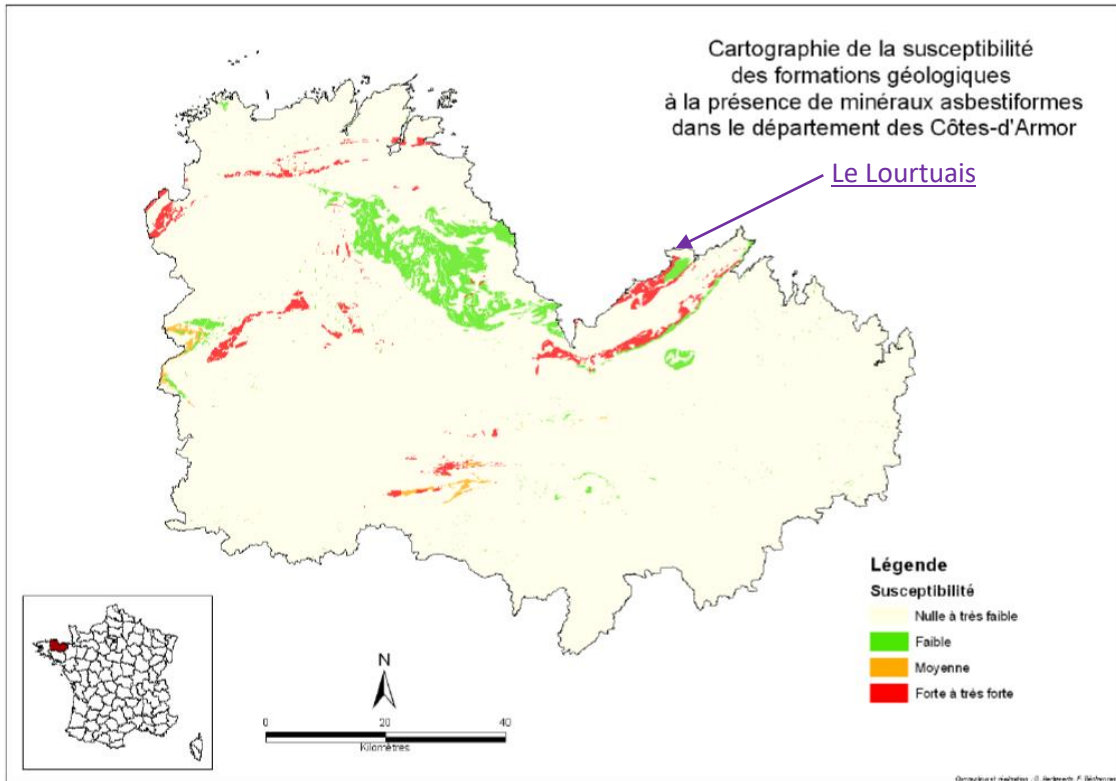 Cartographie de la susceptibilité
des formations géologiques
à la présence de minéraux asbestiformes
dans le département des Côtes-d'Armor
Le Lourtuais
Légende
Susceptibilité
Nulle à très faible
Faible
Moyenne
Forte à très forte
N
0 20 40
Kilomètres